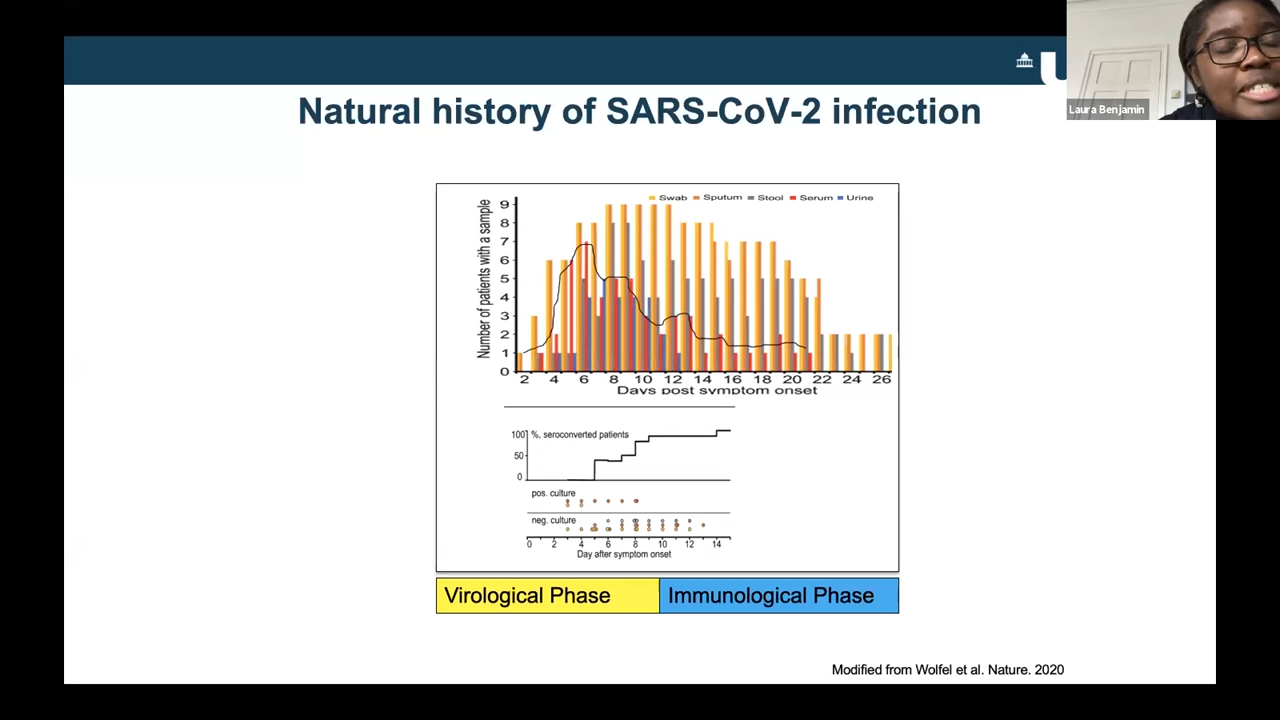 U
Laura Benjamin
Natural history of SARS-CoV-2 infection
Swab Sputum Stool Serum Urine
Number of patients with a sample
9
8
7
6
5
4
3
2
1
0
2 4 6 8 10 12 14 16 18 20 22 24 26
Days post symptom onset
%, seroconverted patients
100
50
0
pos. culture
neg. culture
0 2 4 6 8 10 12 14
Day after symptom onset
Virological Phase
Immunological Phase
Modified from Wolfel et al. Nature. 2020